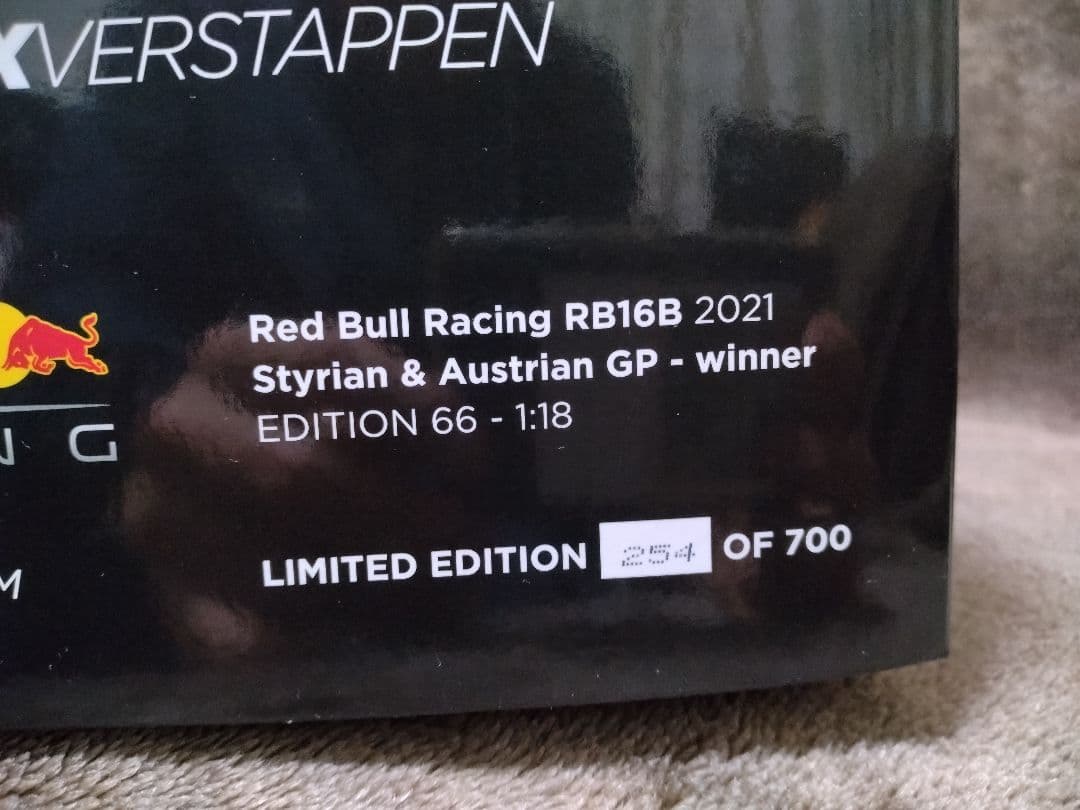 XVERSTAPPEN
Red Bull Racing RB16B 2021
Styrian & Austrian GP - winner
EDITION 66 - 1:18
NG
LIMITED EDITION 254 OF 700
M